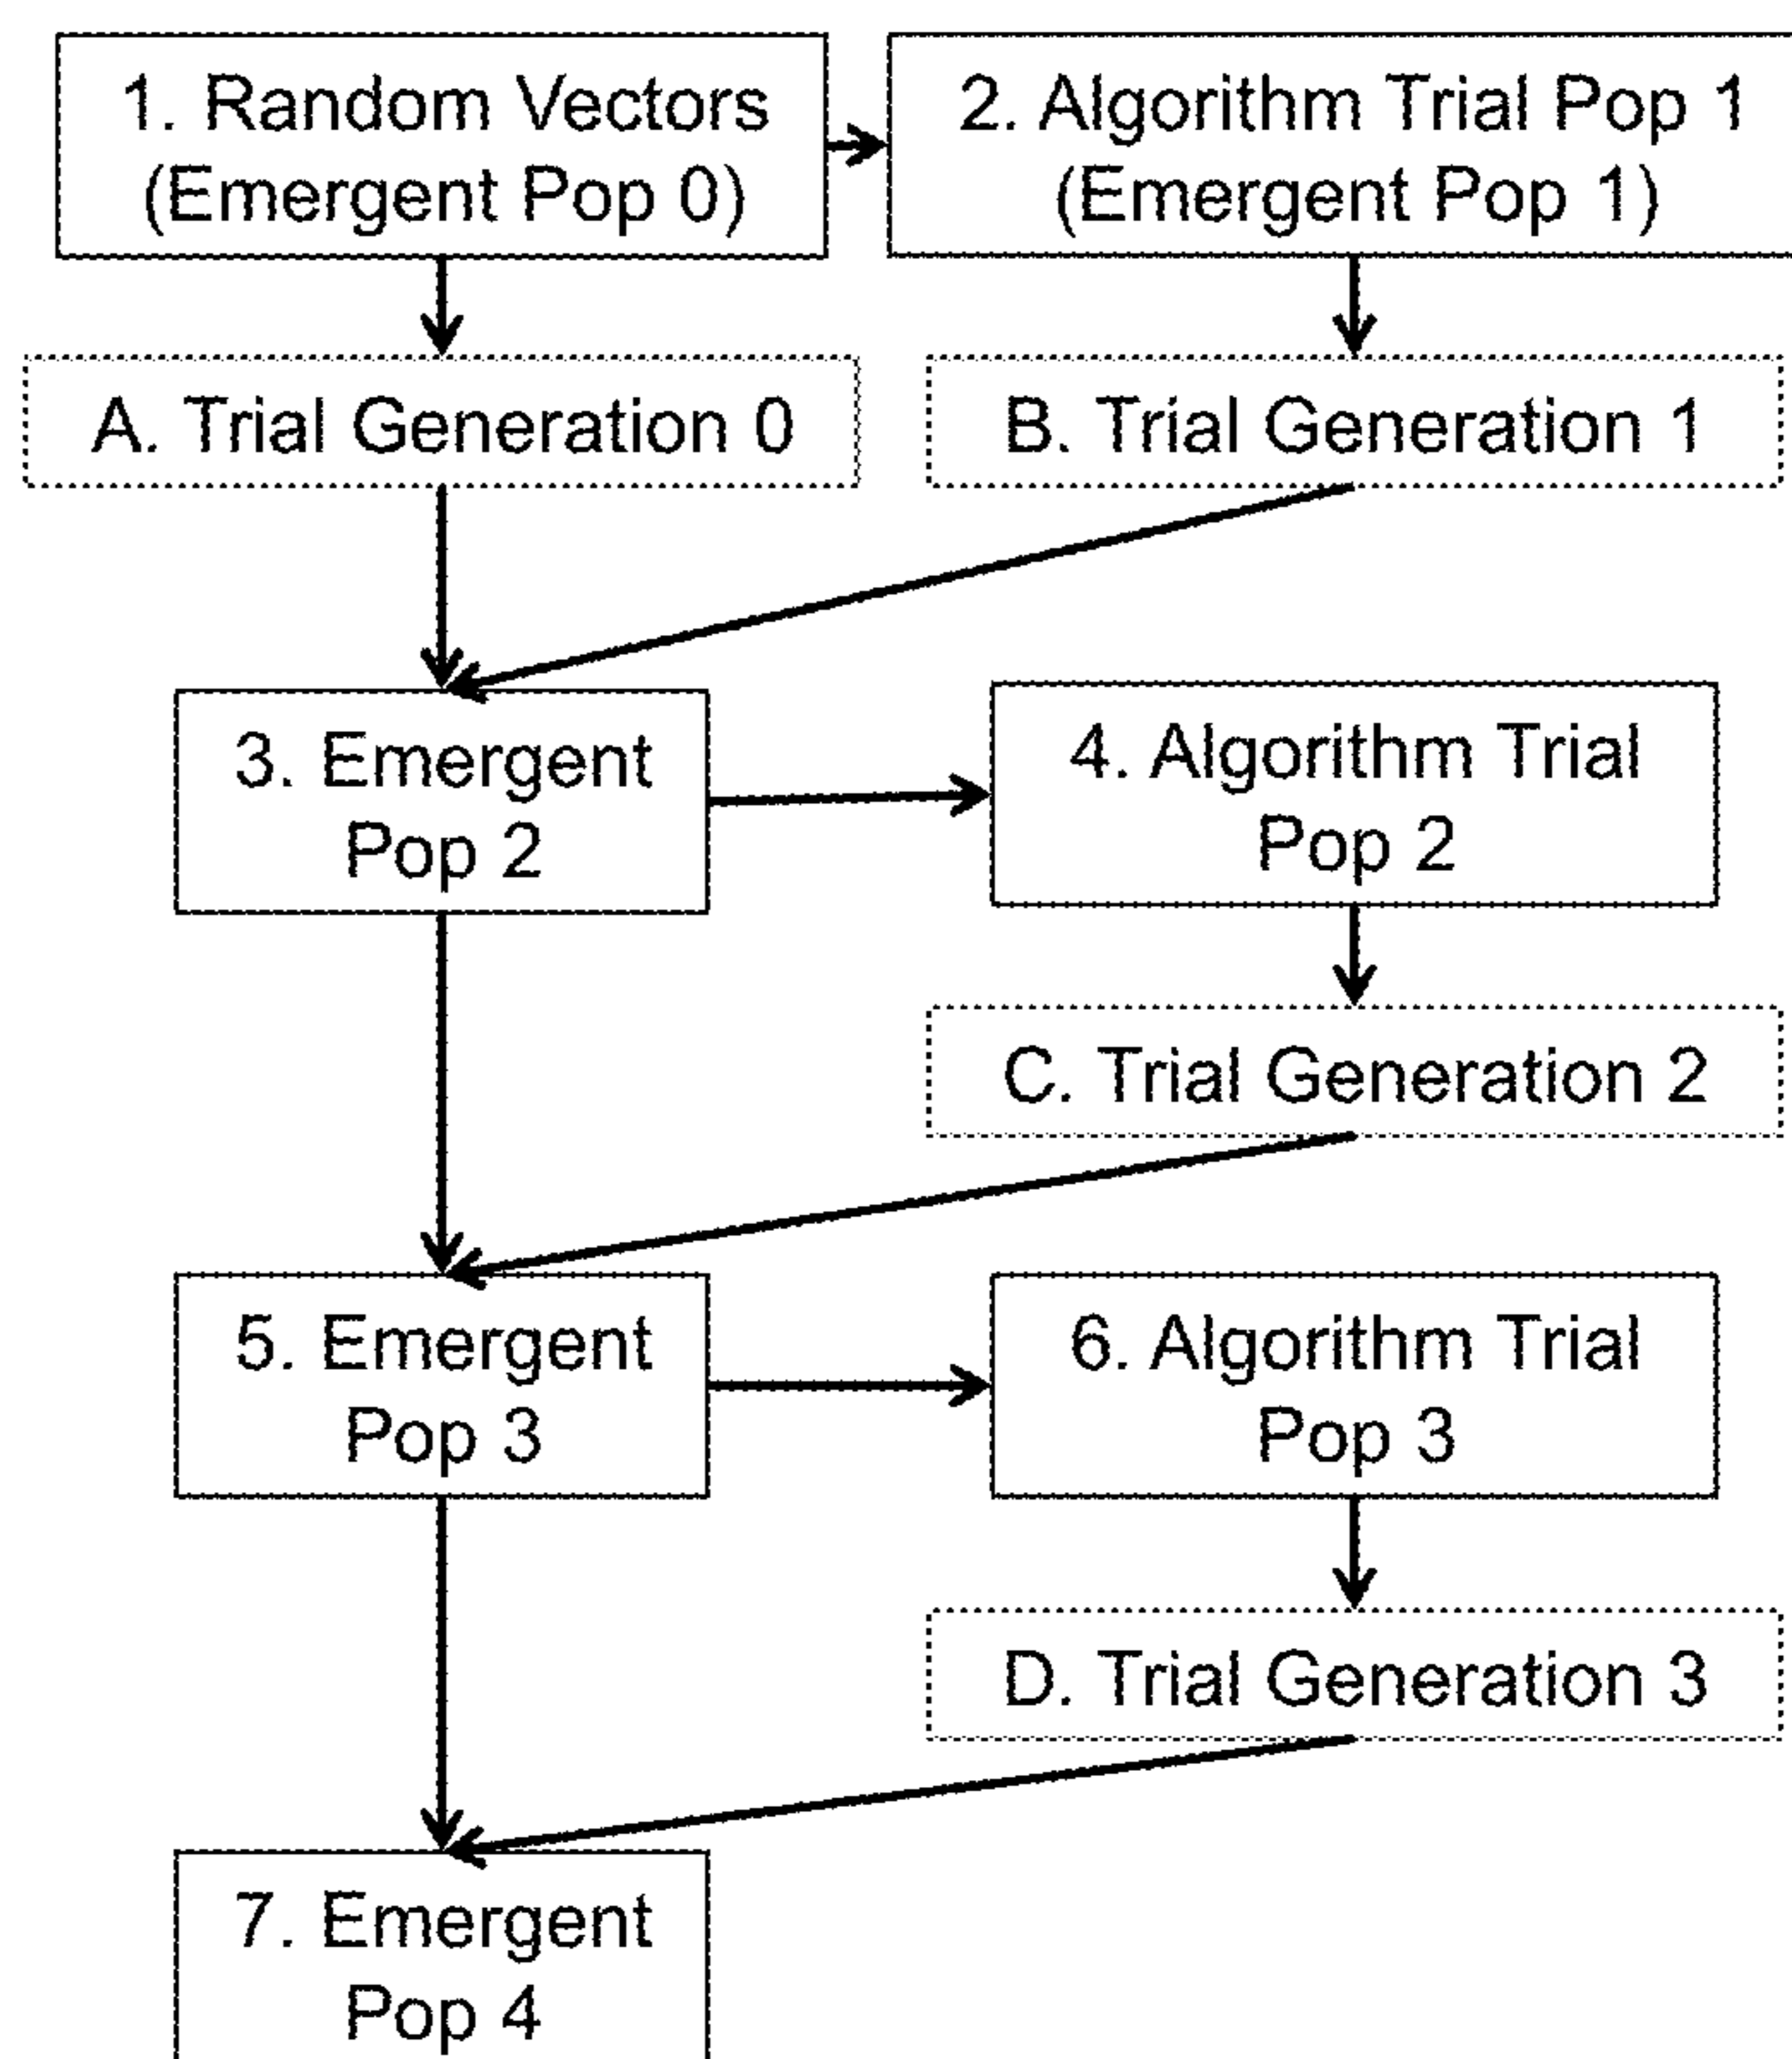 1. Random Vectors
(Emergent Pop 0)
2. Algorithm Trial Pop 1
(Emergent Pop 1)
A. Trial Generation 0
B. Trial Generation 1
3. Emergent
Pop 2
4. Algorithm Trial
Pop 2
C. Trial Generation 2
5. Emergent
Pop 3
6. Algorithm Trial
Pop 3
D. Trial Generation 3
7. Emergent
Pop 4